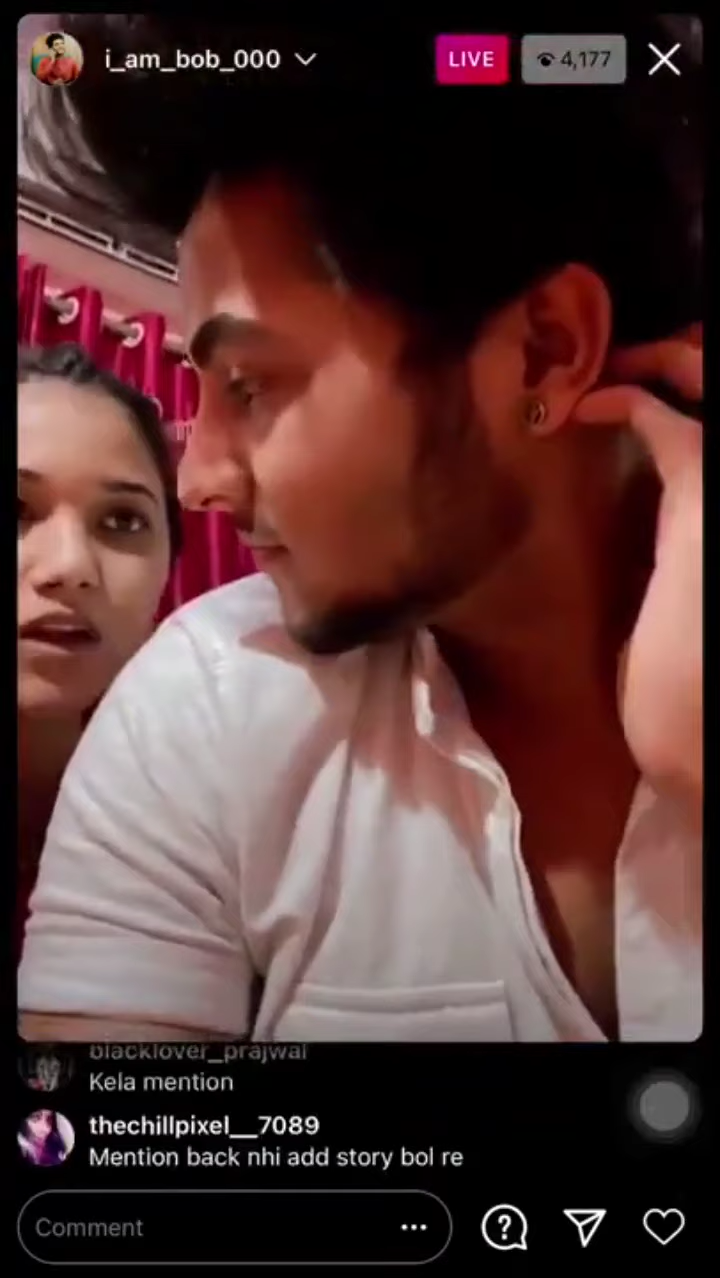 i_am_bob_000
LIVE
4,177
blacklover_prajwal
Kela mention
thechillpixel__7089
Mention back nhi add story bol re
Comment